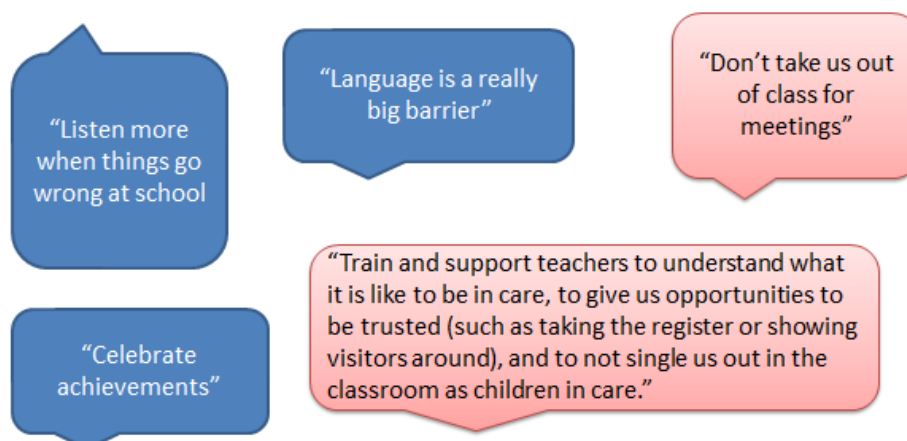 “Listen more
when things go
wrong at school
“Language is a really
big barrier”
“Don’t take us out
of class for
meetings”
“Celebrate
achievements”
“Train and support teachers to understand what
it is like to be in care, to give us opportunities to
be trusted (such as taking the register or showing
visitors around), and to not single us out in the
classroom as children in care.”